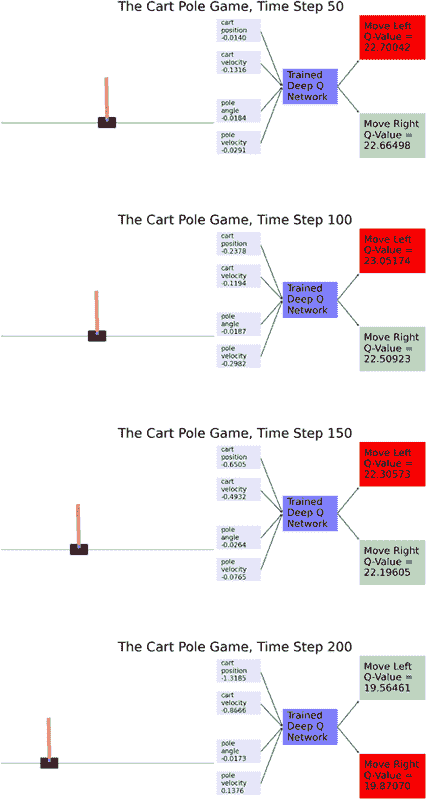 The Cart Pole Game, Time Step 50
cart
position
-0.0140
cart
velocity
-0.1316
pole
angle
-0.0184
pole
velocity
-0.0291
Trained
Deep Q
Network
Move Left
Q-Value =
22.70042
Move Right
Q-Value =
22.66498
The Cart Pole Game, Time Step 100
cart
position
-0.2378
cart
velocity
-0.1194
pole
angle
-0.0187
pole
velocity
-0.2982
Trained
Deep Q
Network
Move Left
Q-Value =
23.05174
Move Right
Q-Value =
22.50923
The Cart Pole Game, Time Step 150
cart
position
-0.6505
cart
velocity
-0.4932
pole
angle
-0.0264
pole
velocity
-0.0765
Trained
Deep Q
Network
Move Left
Q-Value =
22.30573
Move Right
Q-Value =
22.19605
The Cart Pole Game, Time Step 200
cart
position
-1.3185
cart
velocity
-0.8666
pole
angle
-0.0173
pole
velocity
0.1376
Trained
Deep Q
Network
Move Left
Q-Value =
19.56461
Move Right
Q-Value =
19.87070